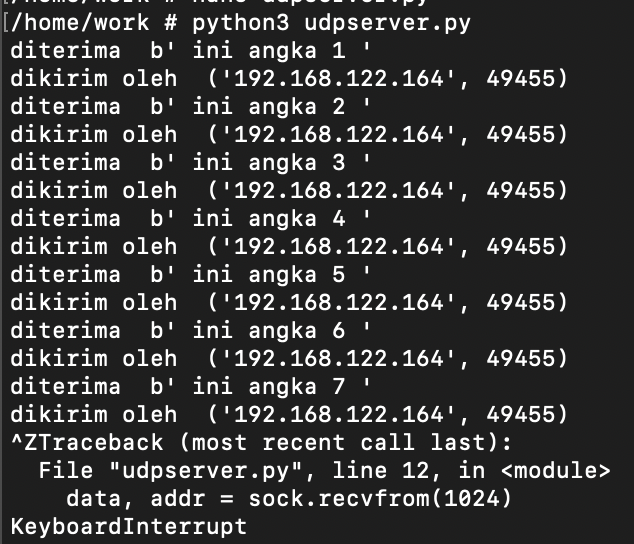 [/home/work # python3 udpserver.py
diterima  b' ini angka 1 '
dikirim oleh  ('192.168.122.164', 49455)
diterima  b' ini angka 2 '
dikirim oleh  ('192.168.122.164', 49455)
diterima  b' ini angka 3 '
dikirim oleh  ('192.168.122.164', 49455)
diterima  b' ini angka 4 '
dikirim oleh  ('192.168.122.164', 49455)
diterima  b' ini angka 5 '
dikirim oleh  ('192.168.122.164', 49455)
diterima  b' ini angka 6 '
dikirim oleh  ('192.168.122.164', 49455)
diterima  b' ini angka 7 '
dikirim oleh  ('192.168.122.164', 49455)
^ZTraceback (most recent call last):
  File "udpserver.py", line 12, in <module>
    data, addr = sock.recvfrom(1024)
KeyboardInterrupt